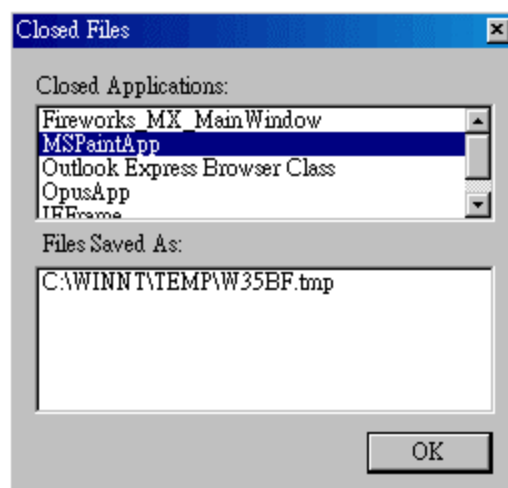 Closed Files
Closed Applications:
Fireworks_MX_MainWindow
MSPaintApp
Outlook Express Browser Class
OpusApp
IEFrame
Files Saved As:
C:\WINNT\TEMP\W35BF.tmp
OK